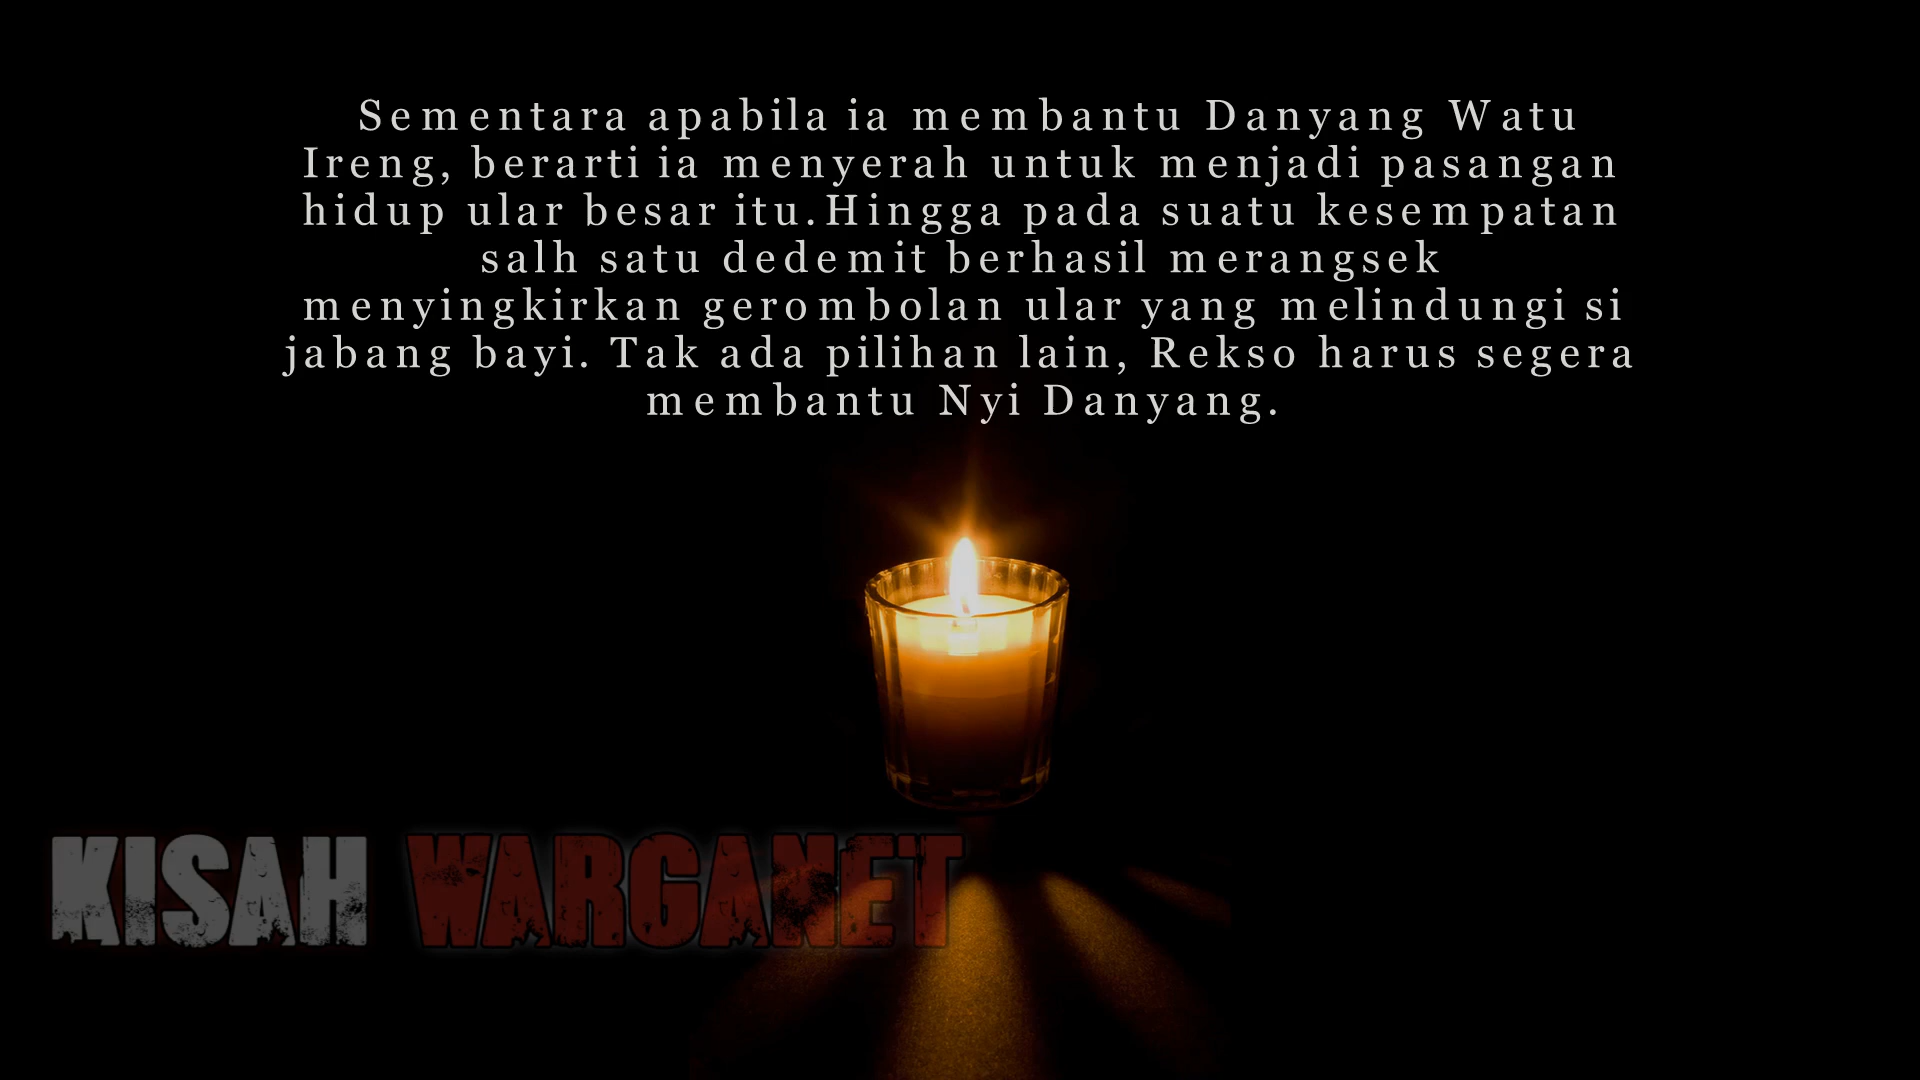 Sementara apabila ia membantu Danyang Watu
Ireng, berarti ia menyerah untuk menjadi pasangan
hidup ular besar itu.Hingga pada suatu kesempatan
salh satu dedemit berhasil merangsek
menyingkirkan gerombolan ular yang melindungi si
jabang bayi. Tak ada pilihan lain, Rekso harus segera
membantu Nyi Danyang.
KISAH WARGANET